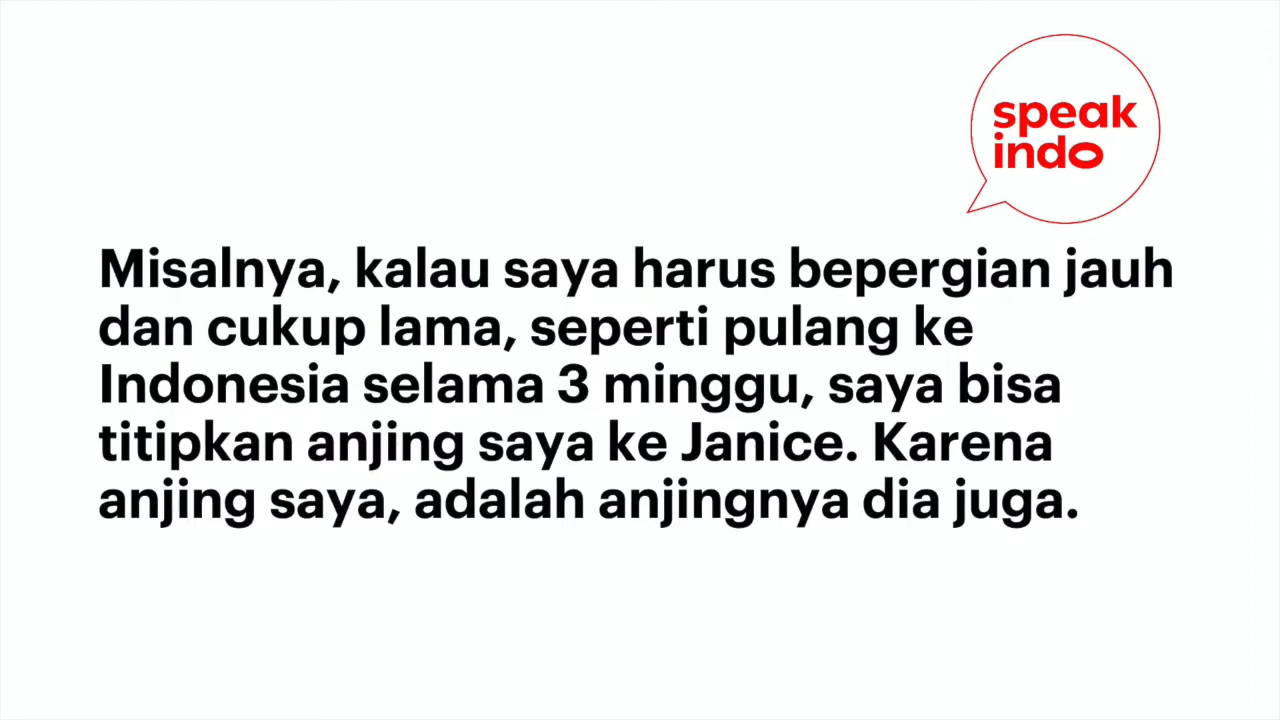 speak
indo
Misalnya, kalau saya harus bepergian jauh
dan cukup lama, seperti pulang ke
Indonesia selama 3 minggu, saya bisa
titipkan anjing saya ke Janice. Karena
anjing saya, adalah anjingnya dia juga.